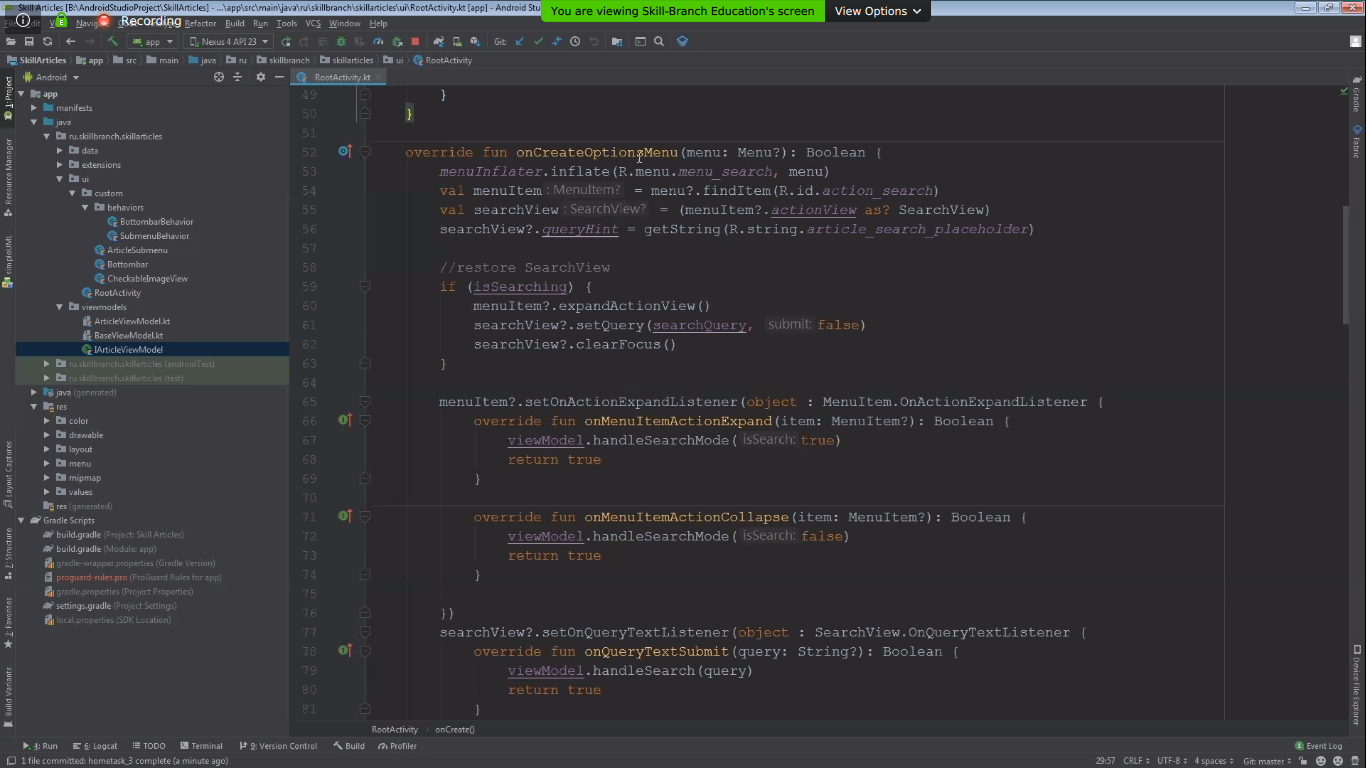 Skill Articles [B:\AndroidStudioProject\SkillArticles] - ...\app\src\main\java\ru\skillbranch\skillarticles\ui\RootActivity.kt [app] - Android St
You are viewing Skill-Branch Education's screen
View Options
Recording
Refactor Build Run Tools VCS Window Help
app
Nexus 4 API 23
Git:
SkillArticles app src main java ru skillbranch skillarticles ui RootActivity
Android
RootActivity.kt
1: Project
Resource Manager
simpleUML
Layout Captures
7: Structure
2: Favorites
Build Variants
app
manifests
java
ru.skillbranch.skillarticles
data
extensions
ui
custom
behaviors
BottombarBehavior
SubmenuBehavior
ArticleSubmenu
Bottombar
CheckableImageView
RootActivity
viewmodels
ArticleViewModel.kt
BaseViewModel.kt
IArticleViewModel
ru.skillbranch.skillarticles (androidTest)
ru.skillbranch.skillarticles (test)
java (generated)
res
color
drawable
layout
menu
mipmap
values
res (generated)
Gradle Scripts
build.gradle (Project: Skill Articles)
build.gradle (Module: app)
gradle-wrapper.properties (Gradle Version)
proguard-rules.pro (ProGuard Rules for app)
gradle.properties (Project Properties)
settings.gradle (Project Settings)
local.properties (SDK Location)
49 }
50 }
51
52 override fun onCreateOptionsMenu(menu: Menu?): Boolean {
53 menuInflater.inflate(R.menu.menu_search, menu)
54 val menuItem : MenuItem? = menu?.findItem(R.id.action_search)
55 val searchView : SearchView? = (menuItem?.actionView as? SearchView)
56 searchView?.queryHint = getString(R.string.article_search_placeholder)
57
58 //restore SearchView
59 if (isSearching) {
60 menuItem?.expandActionView()
61 searchView?.setQuery(searchQuery, submit: false)
62 searchView?.clearFocus()
63 }
64
65 menuItem?.setOnActionExpandListener(object : MenuItem.OnActionExpandListener {
66 override fun onMenuItemActionExpand(item: MenuItem?): Boolean {
67 viewModel.handleSearchMode( isSearch: true)
68 return true
69 }
70
71 override fun onMenuItemActionCollapse(item: MenuItem?): Boolean {
72 viewModel.handleSearchMode( isSearch: false)
73 return true
74 }
75
76 })
77 searchView?.setOnQueryTextListener(object : SearchView.OnQueryTextListener {
78 override fun onQueryTextSubmit(query: String?): Boolean {
79 viewModel.handleSearch(query)
80 return true
81 }
Gradle
Fabric
Device File Explorer
RootActivity onCreate()
4: Run 6: Logcat TODO Terminal 9: Version Control Build Profiler Event Log
1 file committed: hometask_3 complete (a minute ago) 29:57 CRLF UTF-8 4 spaces Git: master